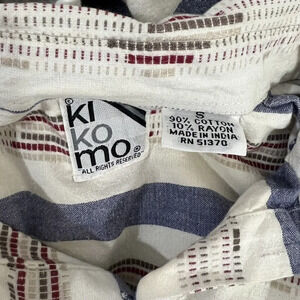 ki
ko
mo
ALL RIGHTS RESERVED
S
90% COTTON
10% RAYON
MADE IN INDIA
RN 51370